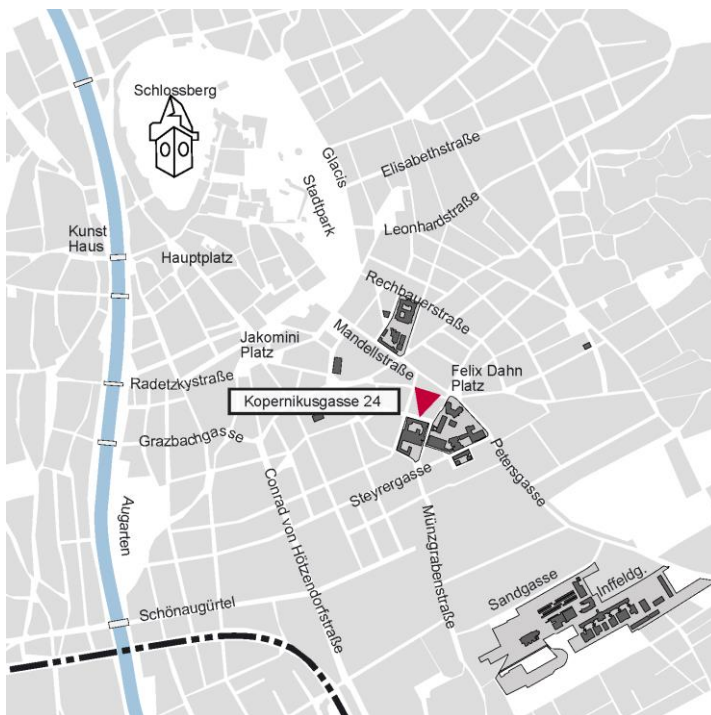 Schlossberg
Glacis
Stadtpark
Elisabethstraße
Leonhardstraße
Kunst
Haus
Hauptplatz
Rechbauerstraße
Jakomini
Platz
Mandellstraße
Felix Dahn
Platz
Radetzkystraße
Kopernikusgasse 24
Grazbachgasse
Steyrergasse
Petersgasse
Conrad von Hötzendorfstraße
Augarten
Münzgrabenstraße
Sandgasse
Inffeldg.
Schönaugürtel